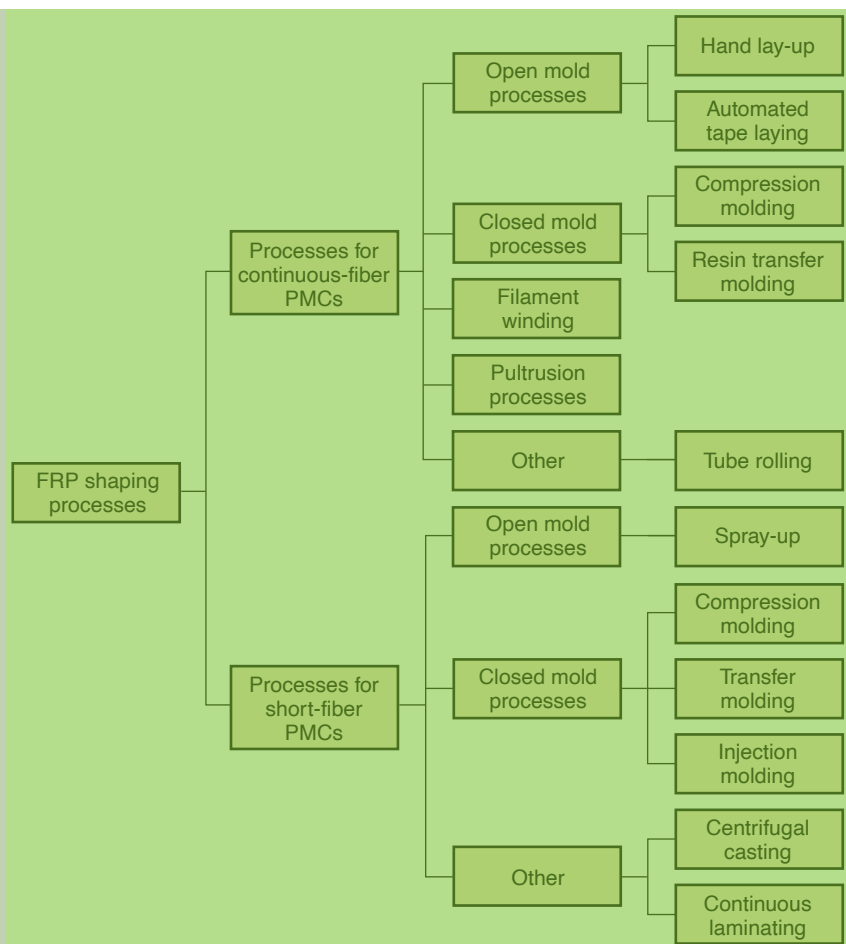 FRP shaping
processes
Processes for
continuous-fiber
PMCs
Open mold
processes
Hand lay-up
Automated
tape laying
Closed mold
processes
Compression
molding
Resin transfer
molding
Filament
winding
Pultrusion
processes
Other
Tube rolling
Processes for
short-fiber
PMCs
Open mold
processes
Spray-up
Closed mold
processes
Compression
molding
Transfer
molding
Injection
molding
Other
Centrifugal
casting
Continuous
laminating